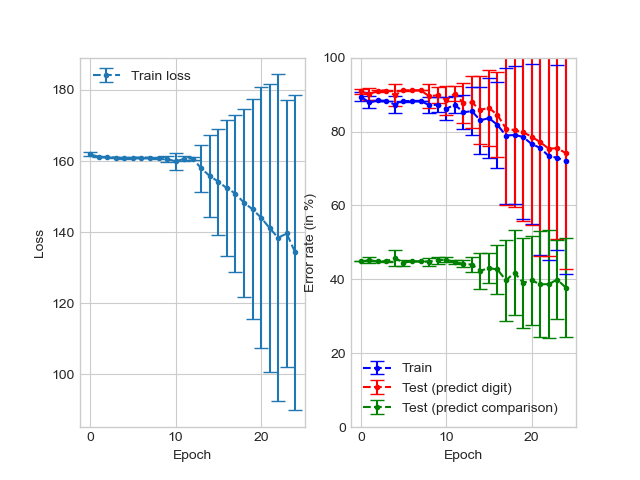 Train loss
180
160
140
120
100
Loss
0
10
20
Epoch
100
80
60
40
20
0
Error rate (in %)
Train
Test (predict digit)
Test (predict comparison)
0
10
20
Epoch